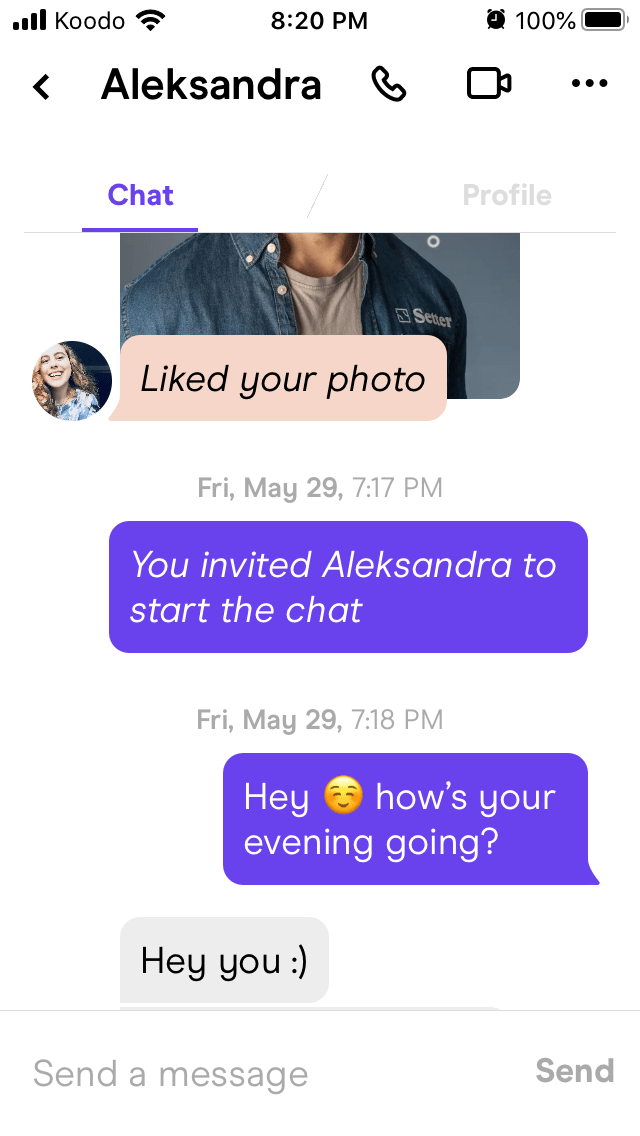 Koodo 8:20 PM 100%
Aleksandra
Chat Profile
Setter
Liked your photo
Fri, May 29, 7:17 PM
You invited Aleksandra to
start the chat
Fri, May 29, 7:18 PM
Hey ☺️ how's your
evening going?
Hey you :)
Send a message Send